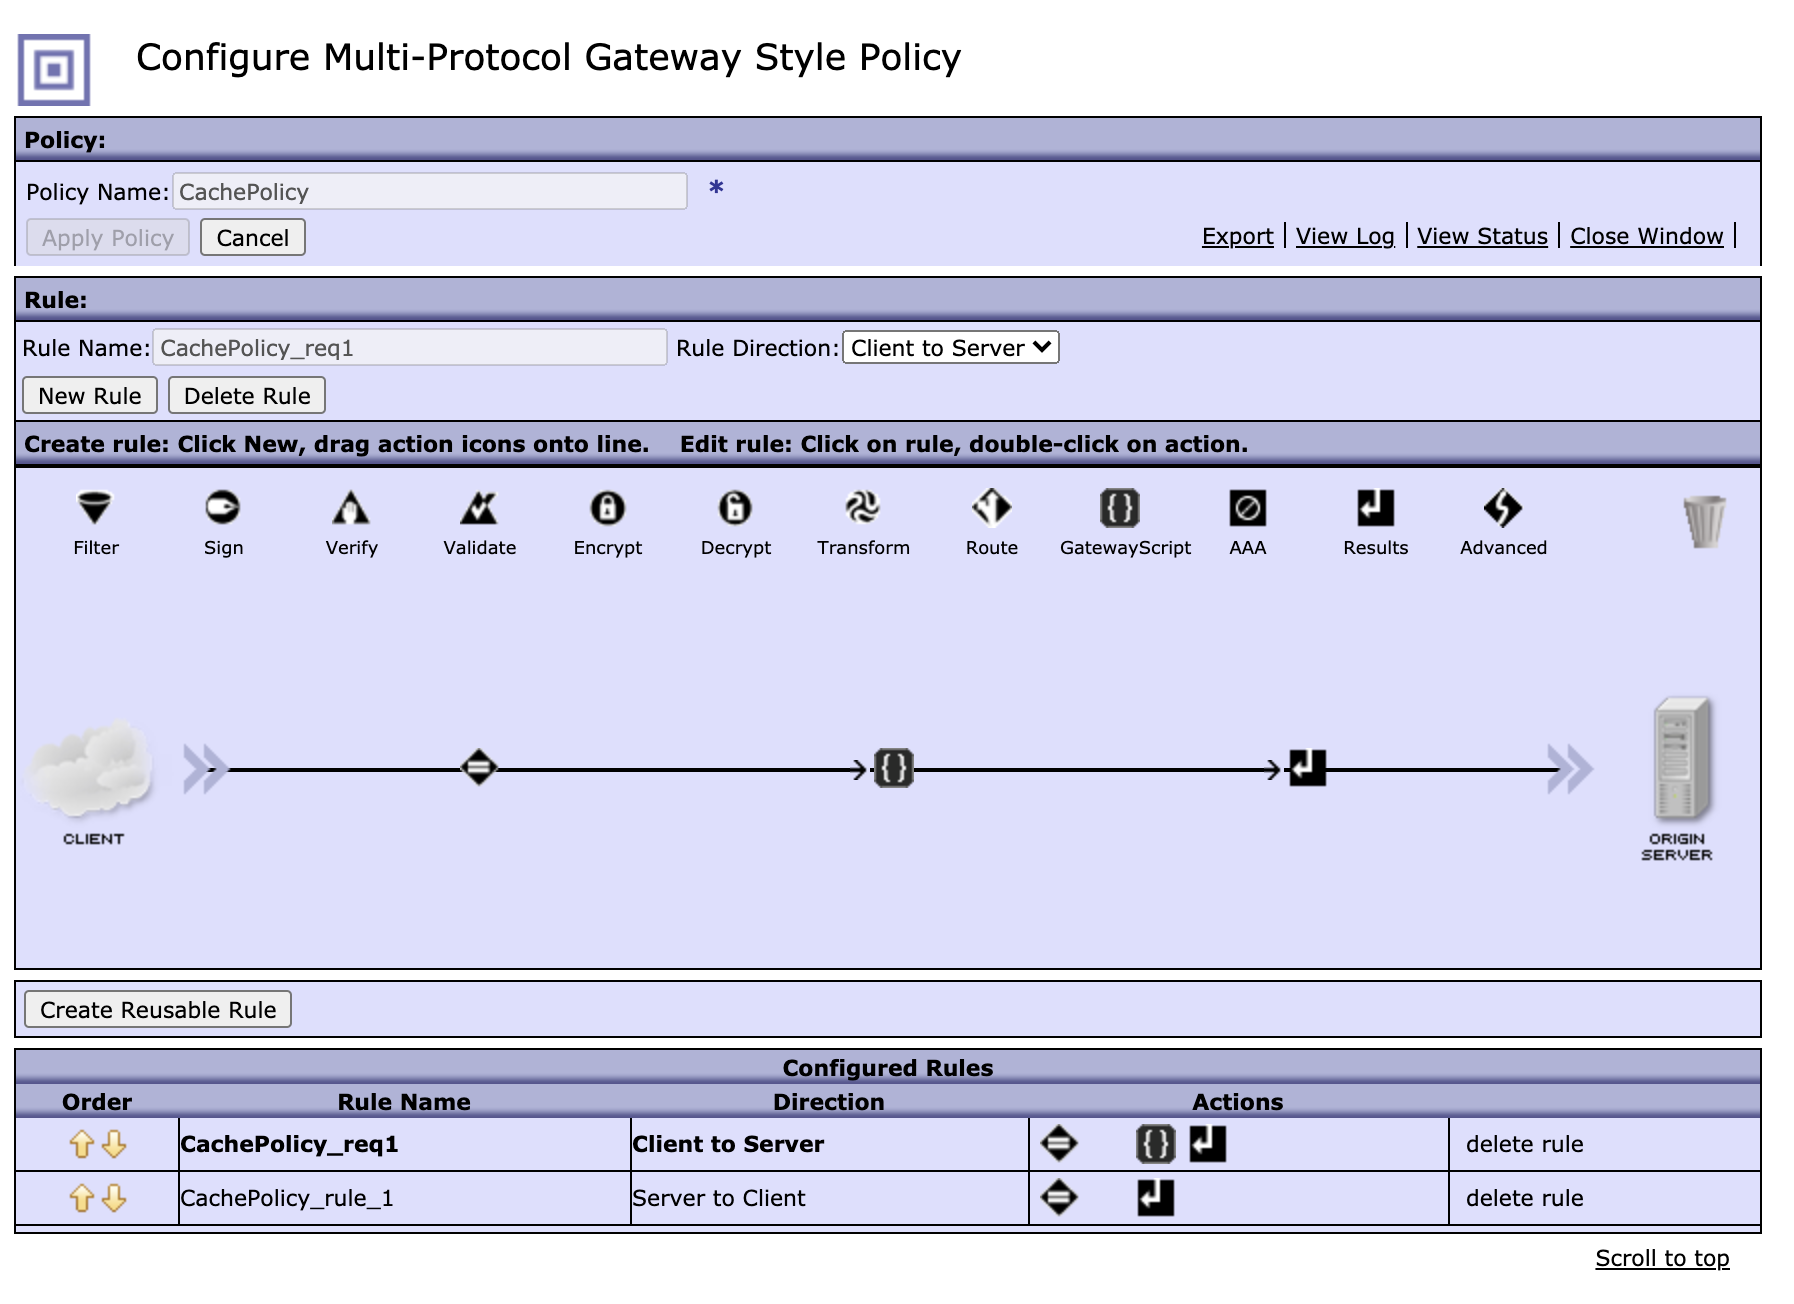 Configure Multi-Protocol Gateway Style Policy
Policy:
Policy Name: CachePolicy *
Apply Policy Cancel Export | View Log | View Status | Close Window |
Rule:
Rule Name: CachePolicy_req1 Rule Direction: Client to Server
New Rule Delete Rule
Create rule: Click New, drag action icons onto line. Edit rule: Click on rule, double-click on action.
Filter Sign Verify Validate Encrypt Decrypt Transform Route GatewayScript AAA Results Advanced
CLIENT
ORIGIN
SERVER
Create Reusable Rule
Configured Rules
Order Rule Name Direction Actions
CachePolicy_req1 Client to Server delete rule
CachePolicy_rule_1 Server to Client delete rule
Scroll to top